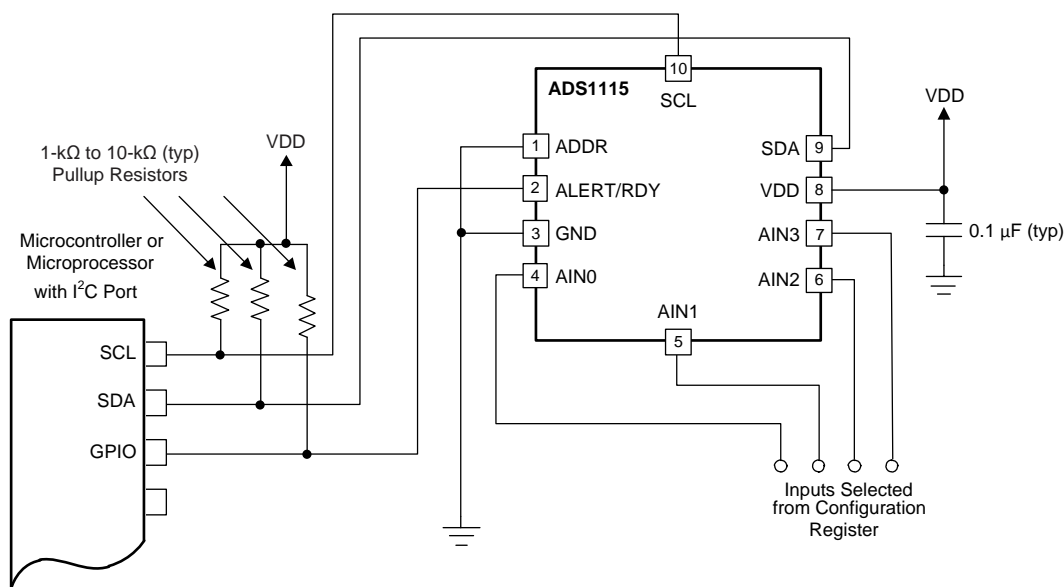 10
ADS1115
SCL
VDD
VDD
1-kΩ to 10-kΩ (typ)
Pullup Resistors
1
ADDR
SDA
9
2
ALERT/RDY
VDD
8
Microcontroller or
Microprocessor
with I²C Port
3
GND
AIN3
7
0.1 µF (typ)
4
AIN0
AIN2
6
AIN1
5
SCL
SDA
GPIO
Inputs Selected
from Configuration
Register